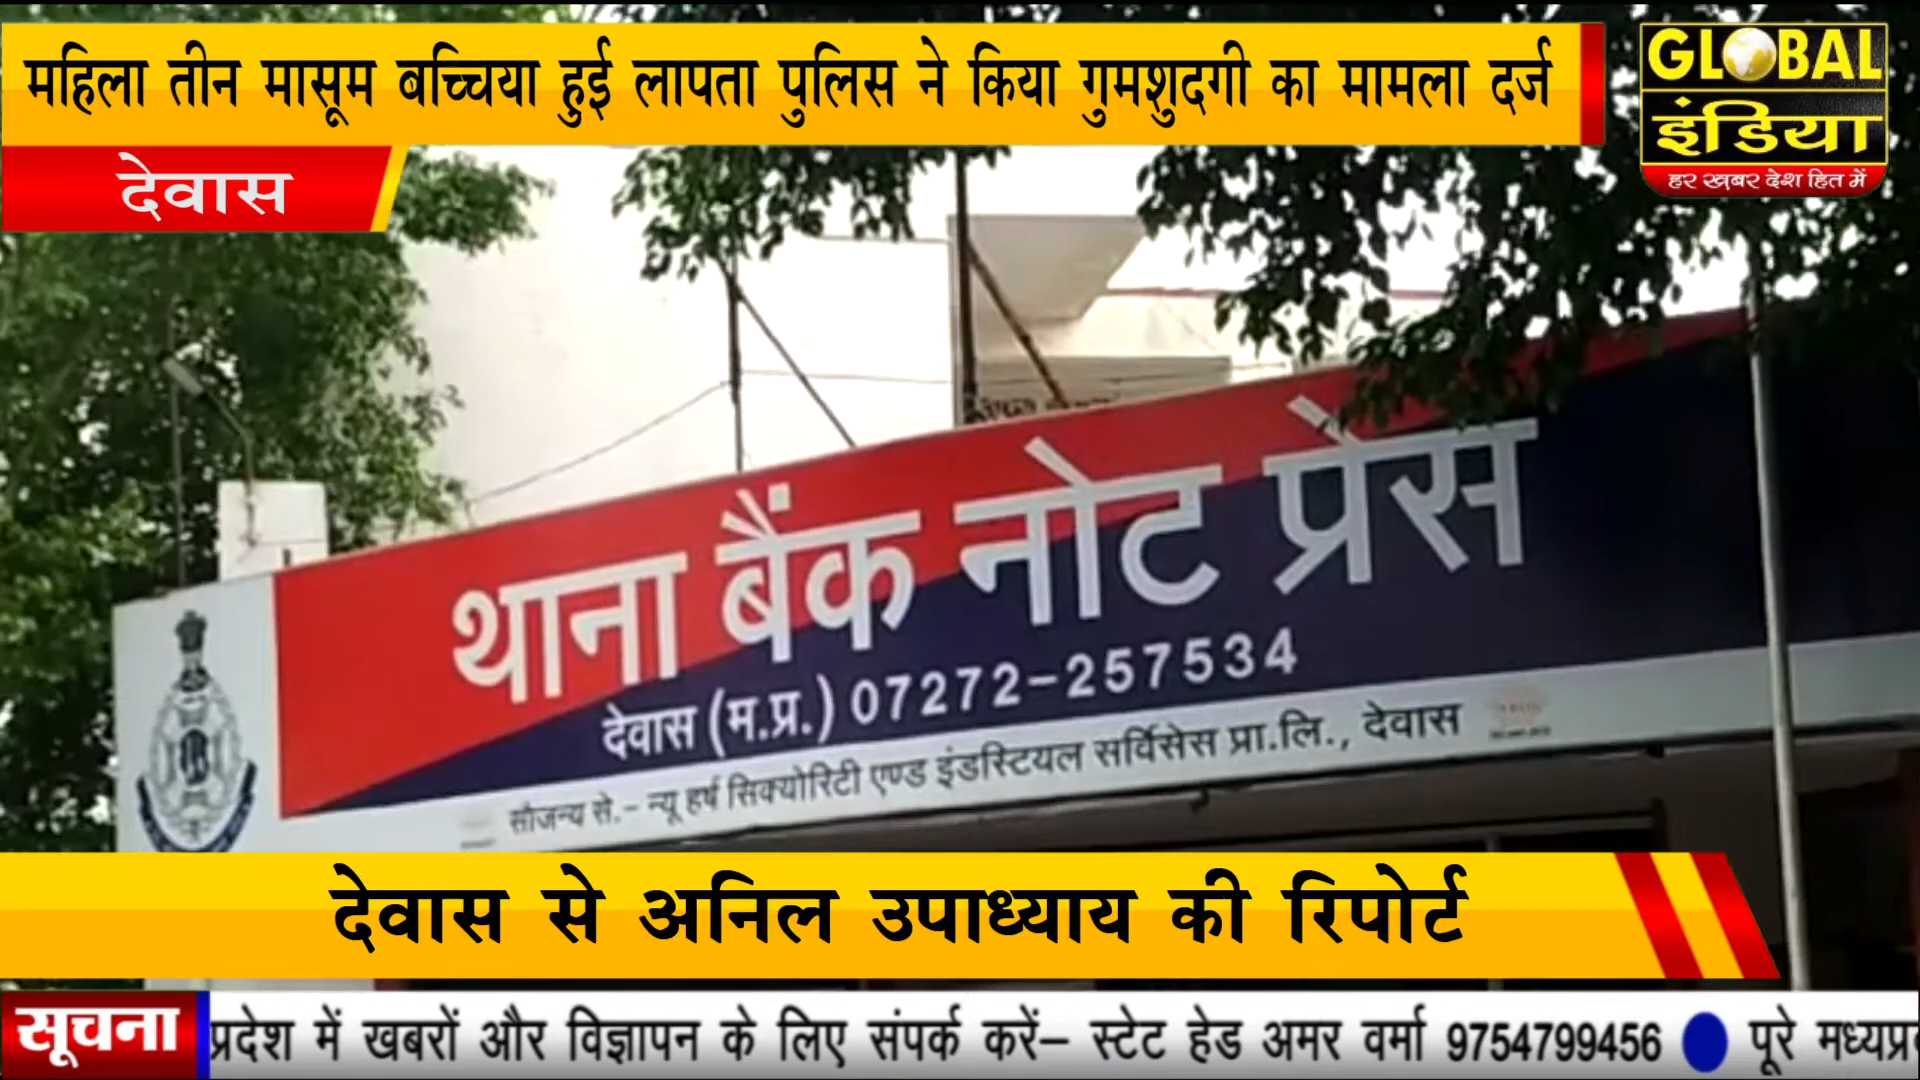 महिला तीन मासूम बच्चिया हुई लापता पुलिस ने किया गुमशुदगी का मामला दर्ज
GLOBAL
इंडिया
हर ख़बर देश हित में
देवास
थाना बैंक नोट प्रेस
देवास (म.प्र.) 07272-257534
सौजन्य से.- न्यू हर्ष सिक्योरिटी एण्ड इंडस्टियल सर्विसेस प्रा.लि., देवास
देवास से अनिल उपाध्याय की रिपोर्ट
सूचना
प्रदेश में खबरों और विज्ञापन के लिए संपर्क करें– स्टेट हेड अमर वर्मा 9754799456 ● पूरे मध्यप्र